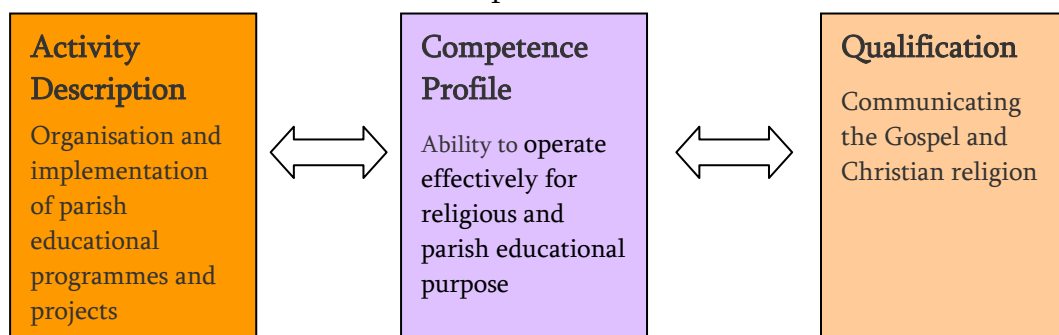 Activity
Description
Organisation and
implementation
of parish
educational
programmes and
projects
Competence
Profile
Ability to operate
effectively for
religious and
parish educational
purpose
Qualification
Communicating
the Gospel and
Christian religion